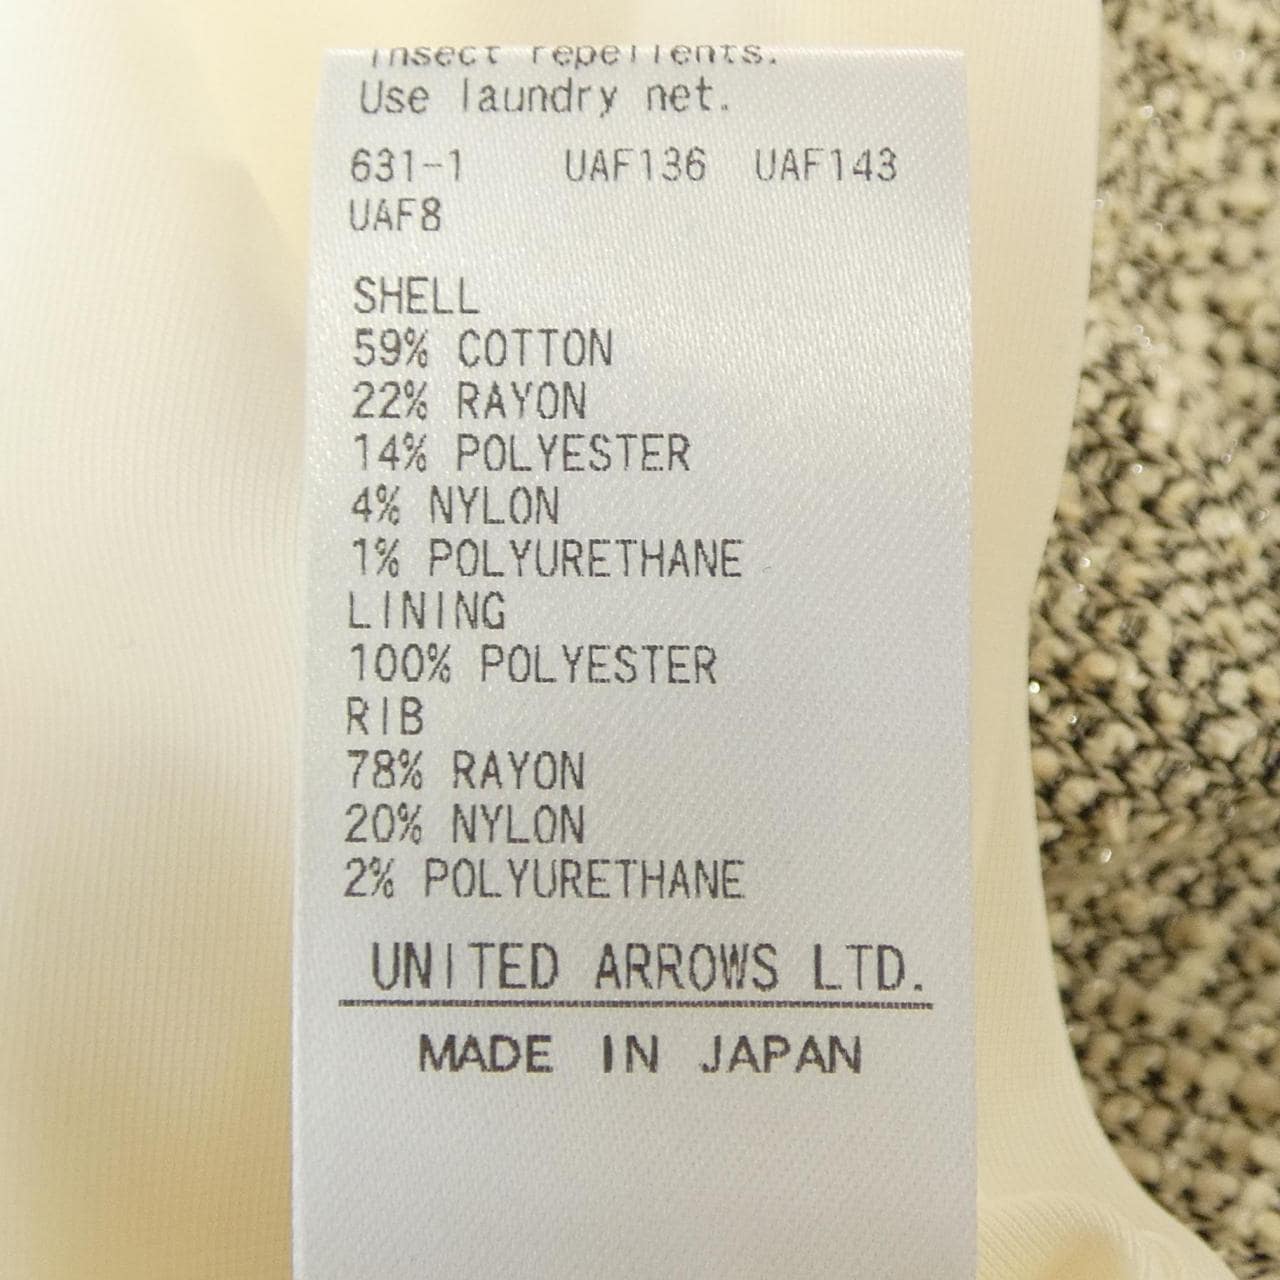 insect repellents.
Use laundry net.
631-1 UAF136 UAF143
UAF8
SHELL
59% COTTON
22% RAYON
14% POLYESTER
4% NYLON
1% POLYURETHANE
LINING
100% POLYESTER
RIB
78% RAYON
20% NYLON
2% POLYURETHANE
UNITED ARROWS LTD.
MADE IN JAPAN